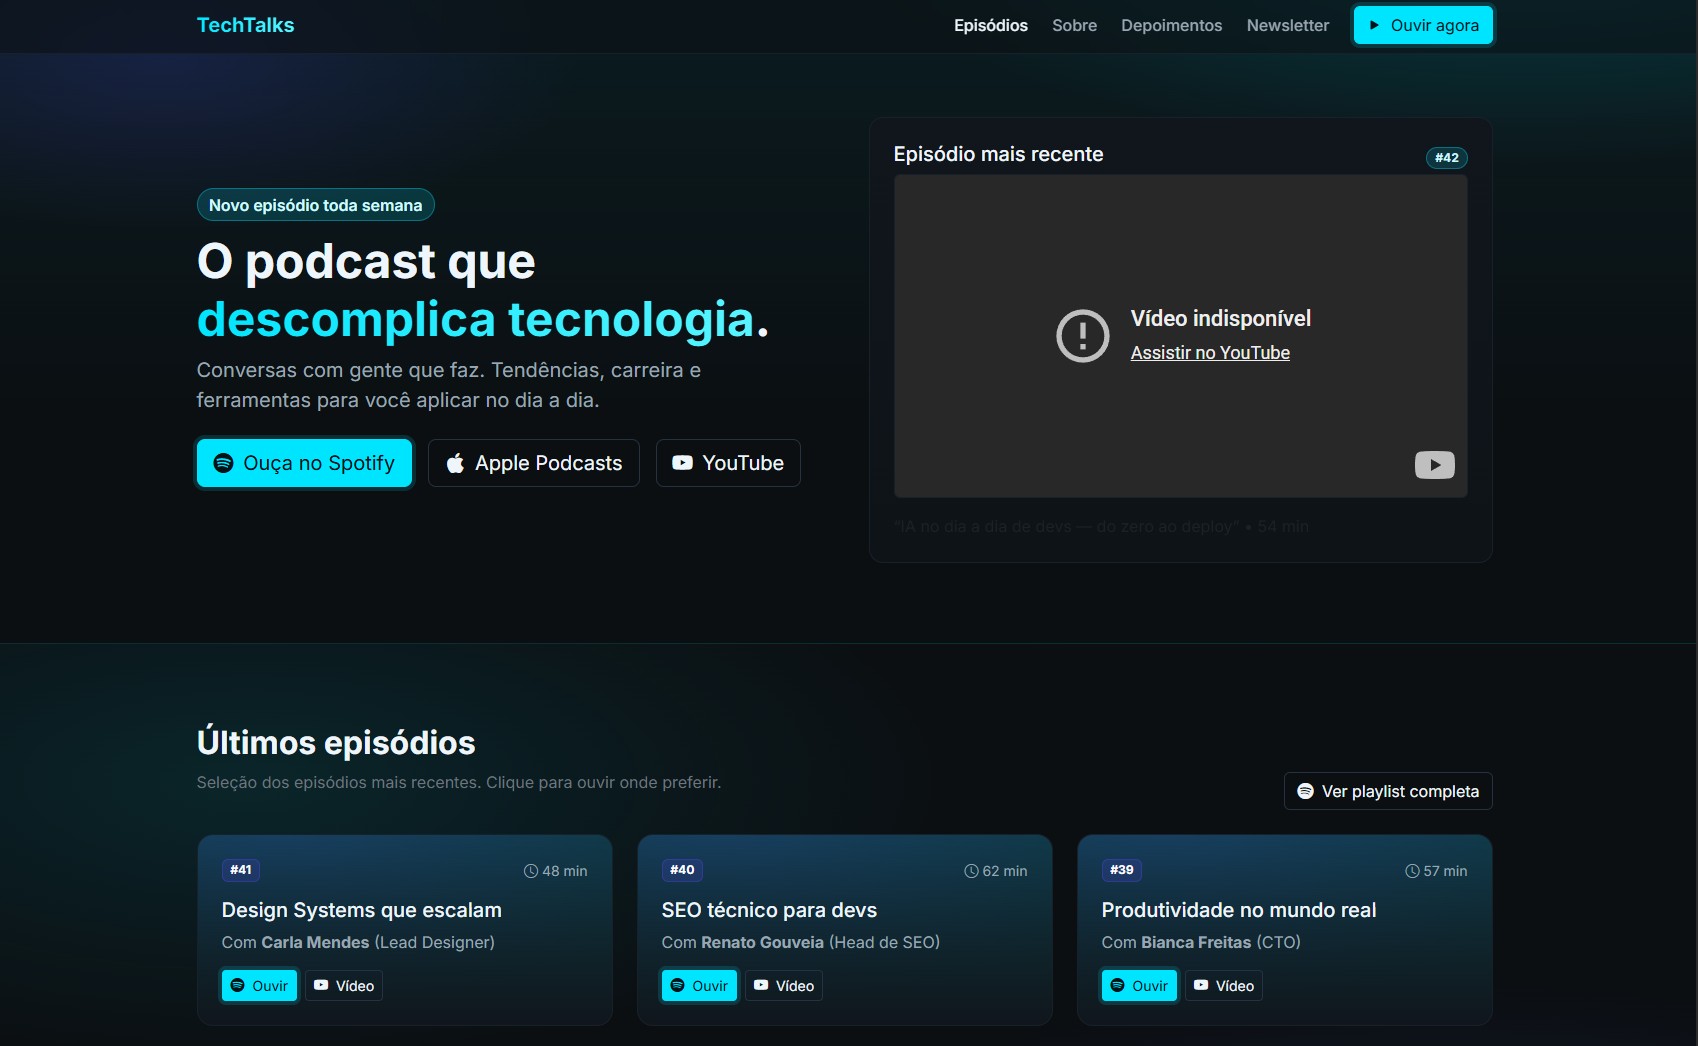 TechTalks
Episódios
Sobre
Depoimentos
Newsletter
Ouvir agora
Novo episódio toda semana
O podcast que
descomplica tecnologia.
Conversas com gente que faz. Tendências, carreira e
ferramentas para você aplicar no dia a dia.
Ouça no Spotify
Apple Podcasts
YouTube
Episódio mais recente
#42
Vídeo indisponível
Assistir no YouTube
"IA no dia a dia de devs — do zero ao deploy" • 54 min
Últimos episódios
Seleção dos episódios mais recentes. Clique para ouvir onde preferir.
Ver playlist completa
#41
48 min
Design Systems que escalam
Com Carla Mendes (Lead Designer)
Ouvir
Vídeo
#40
62 min
SEO técnico para devs
Com Renato Gouveia (Head de SEO)
Ouvir
Vídeo
#39
57 min
Produtividade no mundo real
Com Bianca Freitas (CTO)
Ouvir
Vídeo